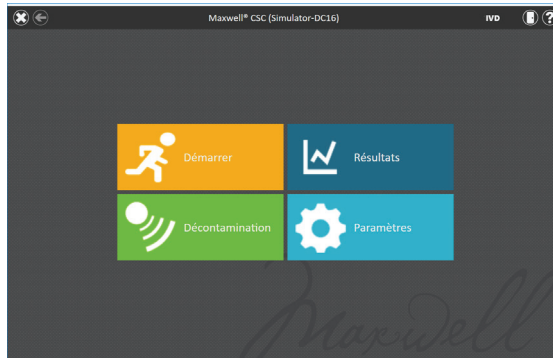 Maxwell® CSC (Simulator-DC16)
IVD
?
Démarrer
Résultats
Décontamination
Paramètres
Maxwell